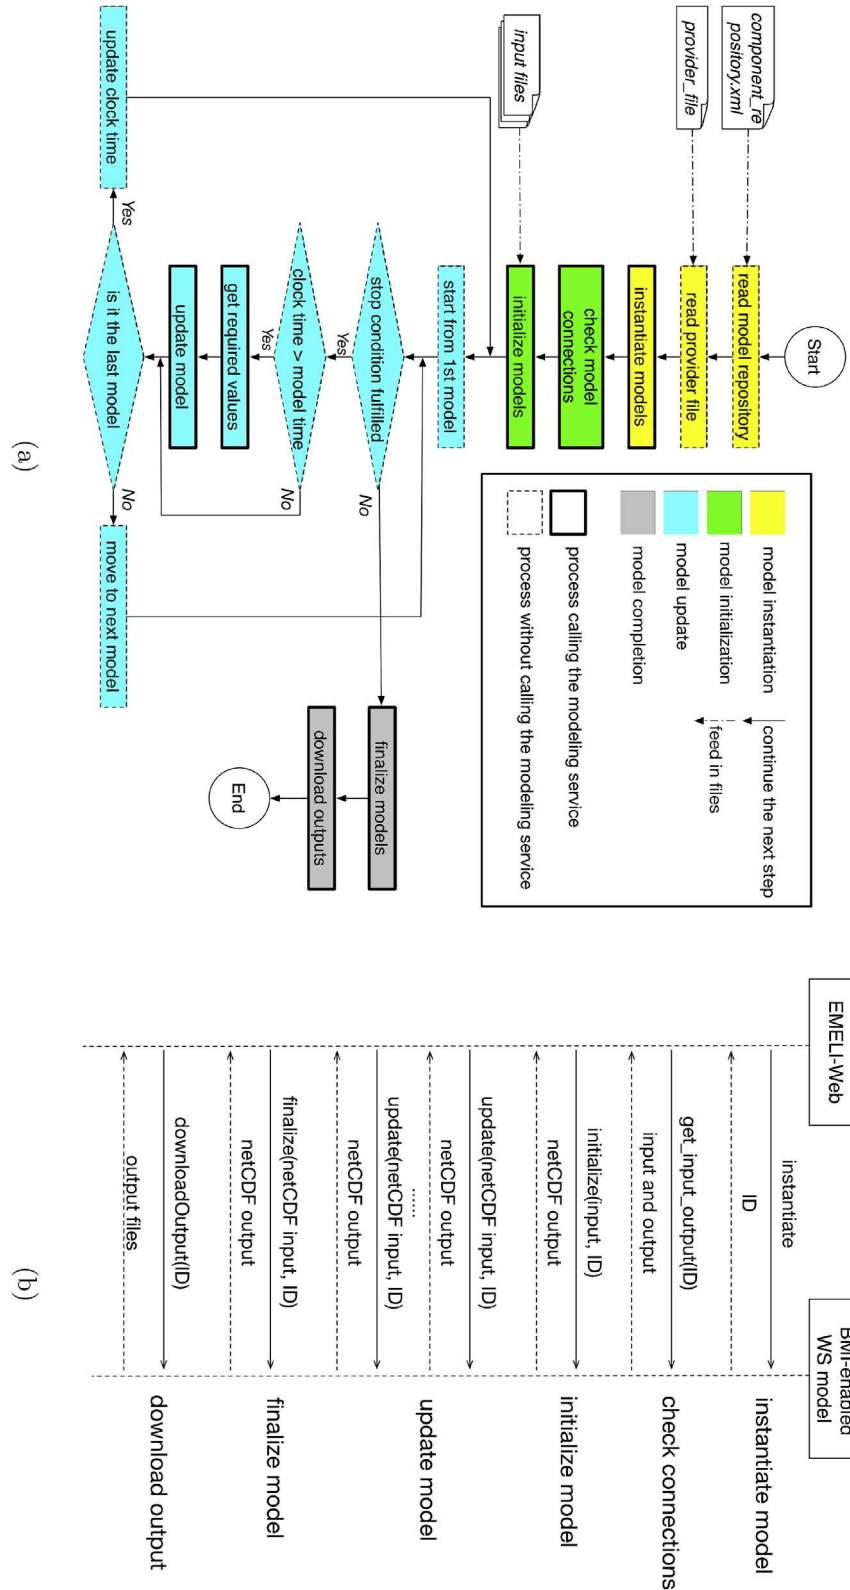 Start
component_re
pository.xml
read model repository
provider_file
read provider file
instantiate models
check model
connections
input files
initialize models
start from 1st model
stop condition fulfilled
No
Yes
clock time > model time
No
Yes
get required values
update model
is it the last model
Yes
No
update clock time
move to next model
finalize models
download outputs
End
model instantiation
model initialization
model update
model completion
continue the next step
feed in files
process calling the modeling service
process without calling the modeling service
(a)
EMELI-Web
BMI-enabled
WS model
instantiate
ID
instantiate model
get_input_output(ID)
input and output
check connections
initialize(input, ID)
netCDF output
initialize model
update(netCDF input, ID)
netCDF output
......
update(netCDF input, ID)
netCDF output
update model
finalize(netCDF input, ID)
netCDF output
finalize model
downloadOutput(ID)
output files
download output
(b)